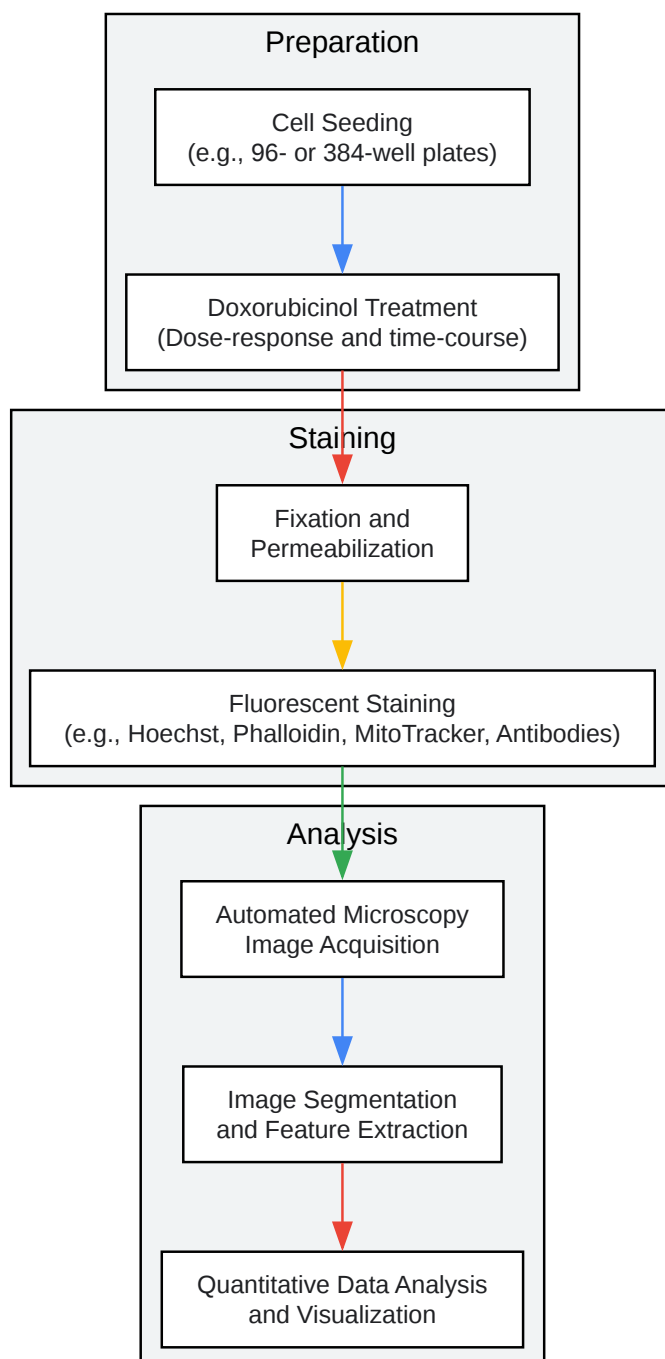 Preparation
Cell Seeding
(e.g., 96- or 384-well plates)
Doxorubicinol Treatment
(Dose-response and time-course)
Staining
Fixation and
Permeabilization
Fluorescent Staining
(e.g., Hoechst, Phalloidin, MitoTracker, Antibodies)
Analysis
Automated Microscopy
Image Acquisition
Image Segmentation
and Feature Extraction
Quantitative Data Analysis
and Visualization